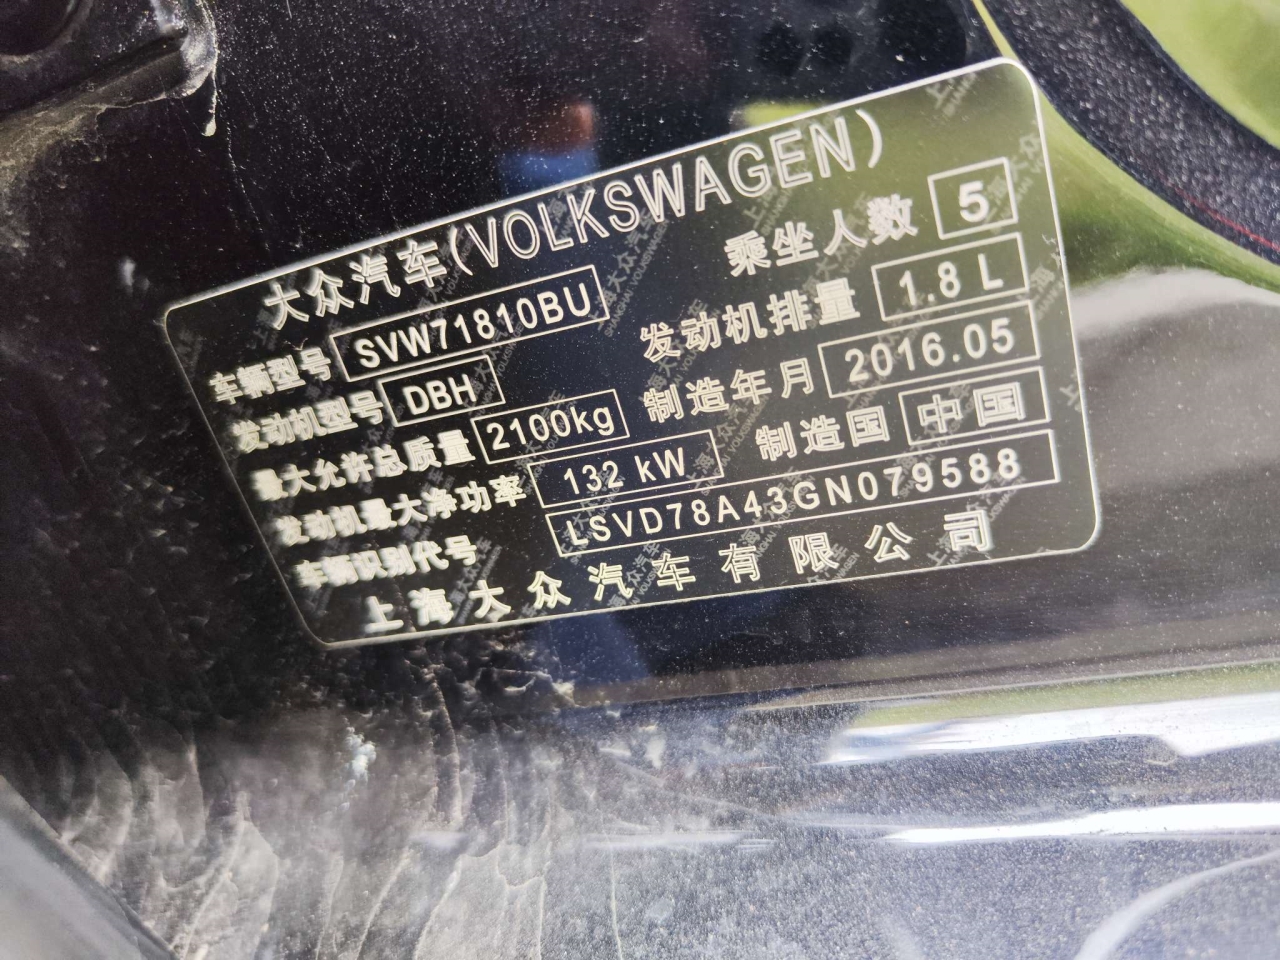 大众汽车(VOLKSWAGEN)
车辆型号 SVW71810BU 乘坐人数 5
发动机型号 DBH 发动机排量 1.8 L
最大允许总质量 2100kg 制造年月 2016.05
发动机最大净功率 132 kW 制造国 中国
车辆识别代号 LSVD78A43GN079588
上海大众汽车有限公司